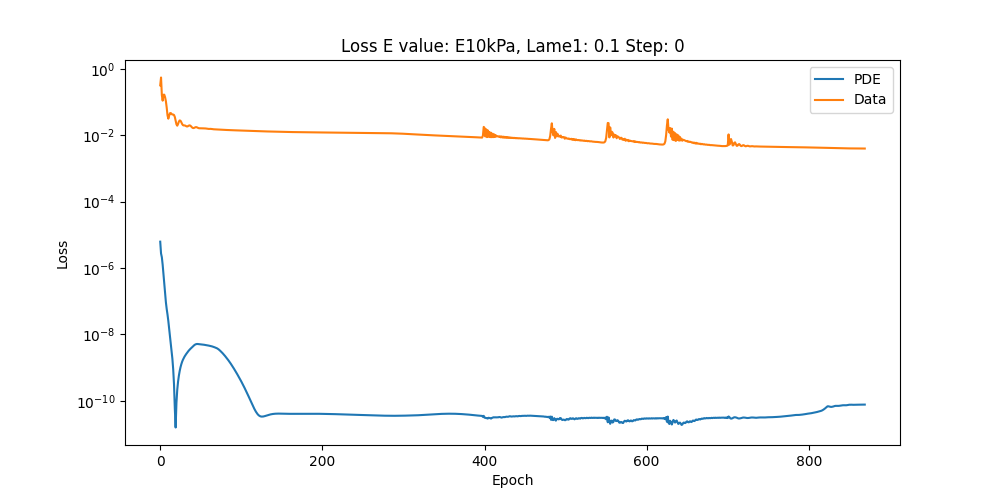 Loss E value: E10kPa, Lame1: 0.1 Step: 0
PDE
Data
Loss
10^0
10^-2
10^-4
10^-6
10^-8
10^-10
0 200 400 600 800
Epoch